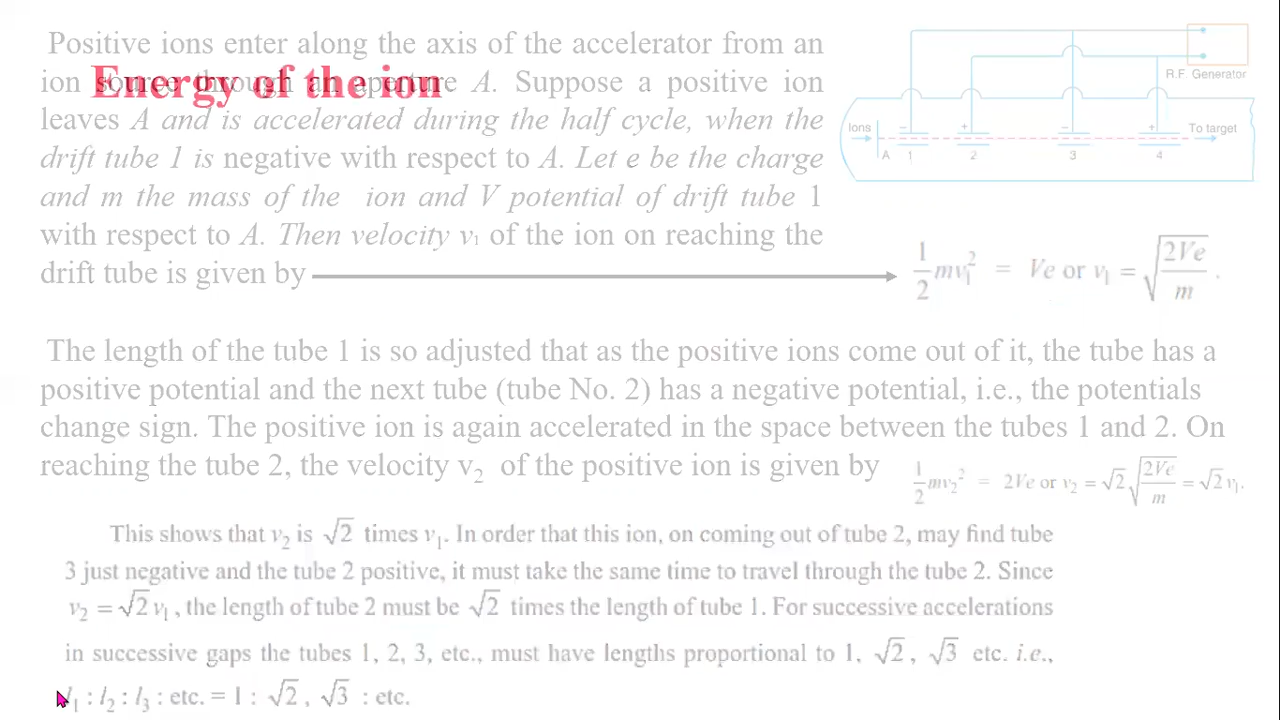 Positive ions enter along the axis of the accelerator from an
Energy of the ion
ion source through an aperture A. Suppose a positive ion
leaves A and is accelerated during the half cycle, when the
drift tube 1 is negative with respect to A. Let e be the charge
and m the mass of the ion and V potential of drift tube 1
with respect to A. Then velocity v₁ of the ion on reaching the
drift tube is given by
R.F. Generator
Ions
− + − +
To target
A 1 2 3 4
1/2 mv₁² = Ve or v₁ = √(2Ve/m).
The length of the tube 1 is so adjusted that as the positive ions come out of it, the tube has a
positive potential and the next tube (tube No. 2) has a negative potential, i.e., the potentials
change sign. The positive ion is again accelerated in the space between the tubes 1 and 2. On
reaching the tube 2, the velocity v₂ of the positive ion is given by
1/2 mv₂² = 2Ve or v₂ = √2 √(2Ve/m) = √2 v₁.
This shows that v₂ is √2 times v₁. In order that this ion, on coming out of tube 2, may find tube
3 just negative and the tube 2 positive, it must take the same time to travel through the tube 2. Since
v₂ = √2 v₁, the length of tube 2 must be √2 times the length of tube 1. For successive accelerations
in successive gaps the tubes 1, 2, 3, etc., must have lengths proportional to 1, √2, √3 etc. i.e.,
l₁ : l₂ : l₃ : etc. = 1 : √2, √3 : etc.